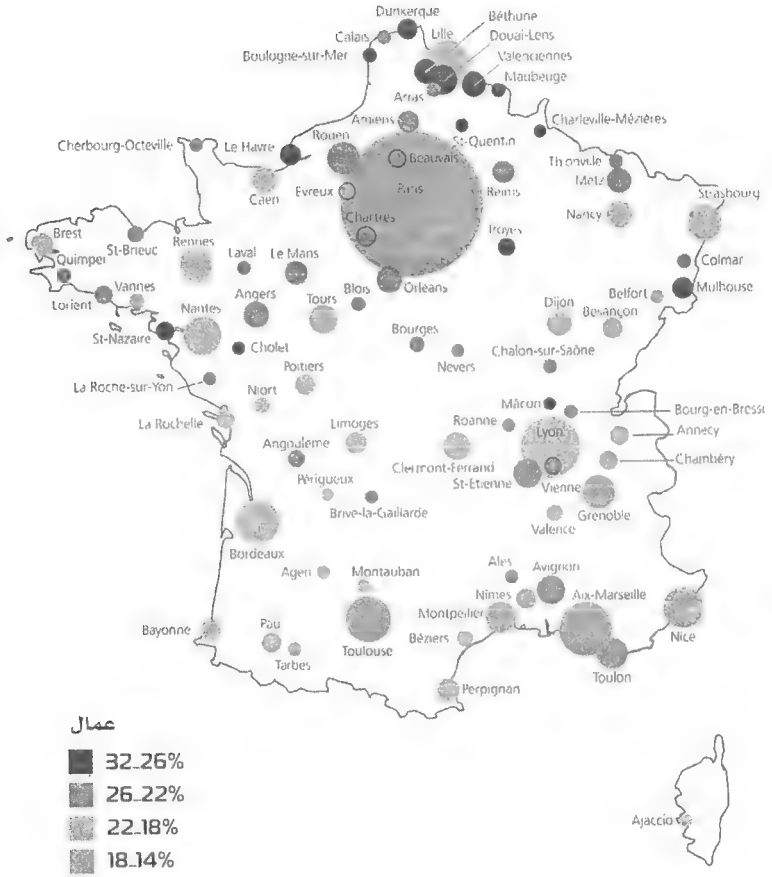 Dunkerque
Béthune
Calais
Lille
Douai-Lens
Boulogne-sur-Mer
Valenciennes
Maubeuge
Arras
Amiens
Charleville-Mézières
St-Quentin
Cherbourg-Octeville
Le Havre
Rouen
Beauvais
Thionville
Caen
Evreux
Paris
Reims
Metz
Strasbourg
Chartres
Nancy
Brest
St-Brieuc
Rennes
Troyes
Quimper
Laval
Le Mans
Colmar
Lorient
Vannes
Blois
Orléans
Belfort
Mulhouse
Nantes
Angers
Tours
Dijon
Besançon
St-Nazaire
Cholet
Bourges
Nevers
Chalon-sur-Saône
La Roche-sur-Yon
Poitiers
Niort
Mâcon
Bourg-en-Bresse
La Rochelle
Limoges
Roanne
Lyon
Annecy
Angouleme
Clermont-Ferrand
Chambéry
Périgueux
St-Etienne
Vienne
Brive-la-Gaillarde
Grenoble
Valence
Bordeaux
Agen
Montauban
Ales
Avignon
Nîmes
Aix-Marseille
Bayonne
Pau
Toulouse
Montpellier
Béziers
Nice
Tarbes
Toulon
Perpignan
عمال
32_26%
26_22%
22_18%
18_14%
Ajaccio